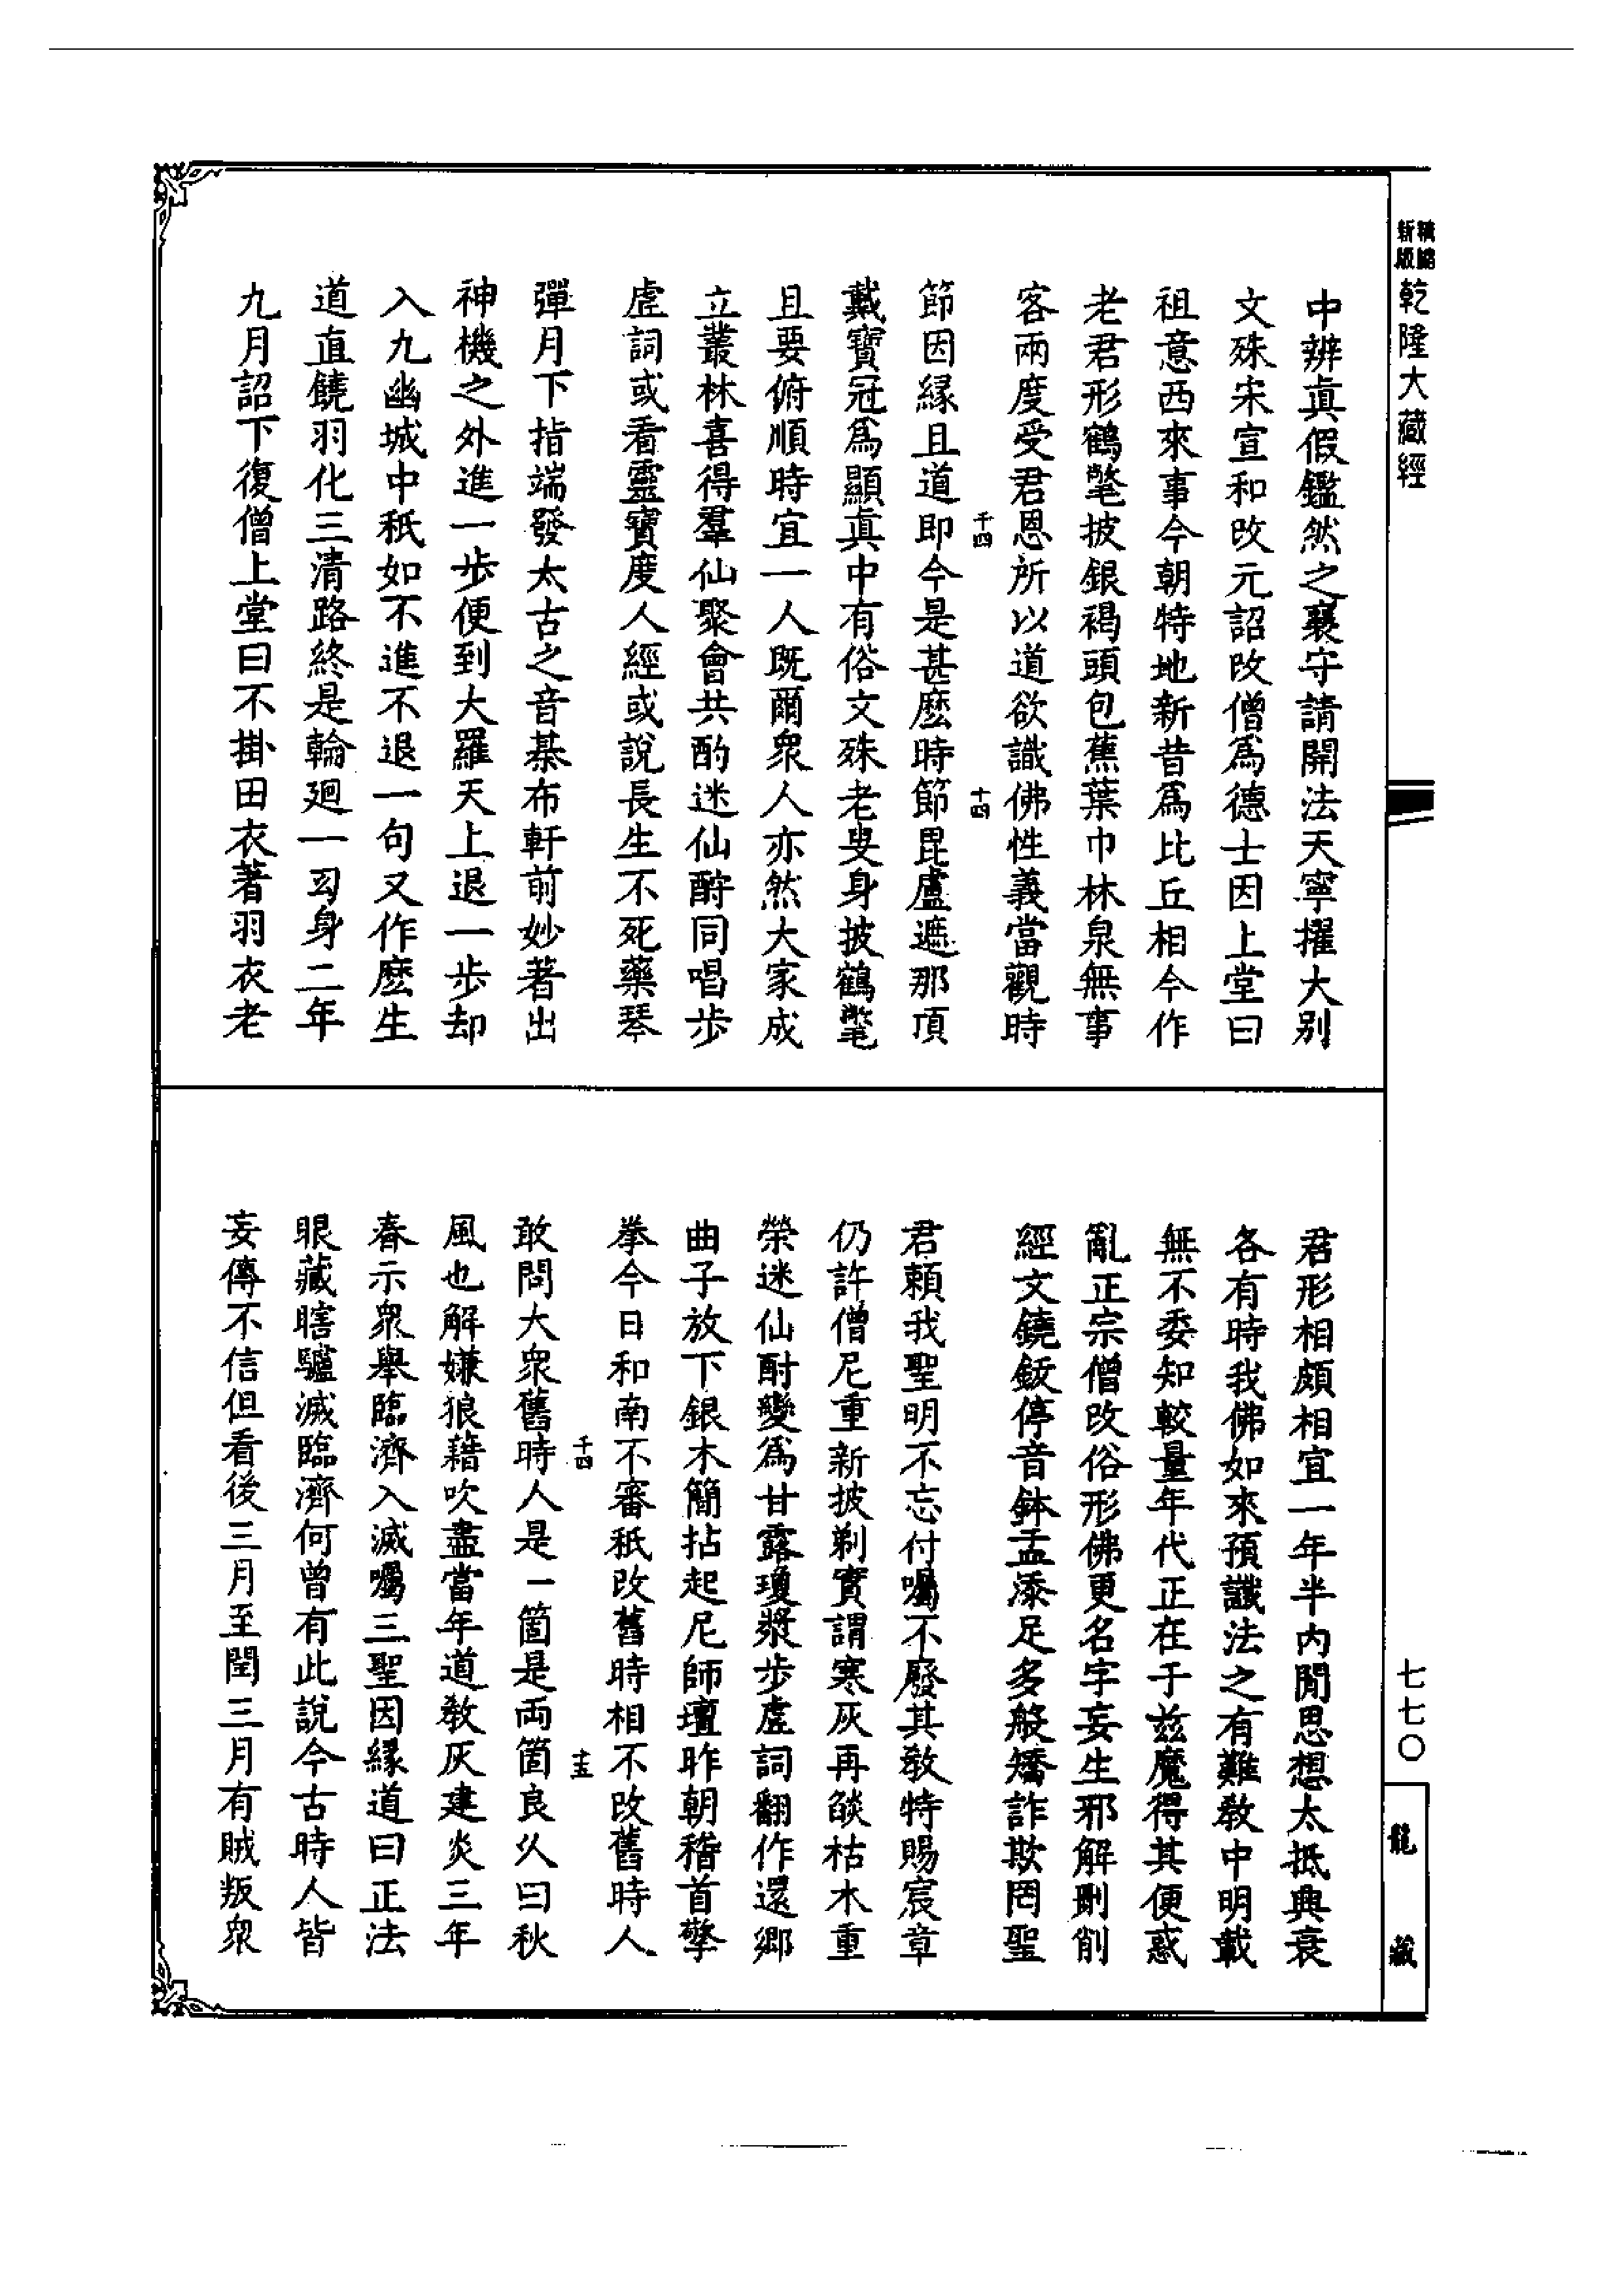 新版 精縮 乾隆大藏經
中辨眞假鑑然之襄守請開法天寧擢大别
文殊宋宣和改元詔改僧爲德士因上堂曰
祖意西來事今朝特地新昔爲比丘相今作
老君形鶴氅披銀褐頭包蕉葉巾林泉無事
客兩度受君恩所以道欲識佛性義當觀時
千四
十四
節因緣且道即今是甚麽時節毘盧遮那頂
戴寶冠爲顯眞中有俗文殊老叟身披鶴氅
且要俯順時宜一人既爾衆人亦然大家成
立叢林喜得羣仙聚會共酌迷仙酧同唱步
虛詞或看靈寶度人經或說長生不死藥琴
彈月下指端發太古之音棊布軒前妙著出
神機之外進一步便到大羅天上退一步却
入九幽城中秖如不進不退一句又作麽生
道直饒羽化三清路終是輪迴一幻身二年
九月詔下復僧上堂曰不掛田衣著羽衣老
君形相頗相宜一年半内閒思想大抵興衰
各有時我佛如來預讖法之有難教中明載
無不委知較量年代正在于兹魔得其便惑
亂正宗僧改俗形佛更名字妄生邪解刪削
經文鐃鈸停音鉢盂添足多般矯詐欺罔聖
君頼我聖明不忘付囑不廢其教特賜宸章
仍許僧尼重新披剃實謂寒灰再燄枯木重
榮迷仙酎變爲甘露瓊漿步虛詞翻作還鄉
曲子放下銀木簡拈起尼師壇昨朝稽首擎
拳今日和南不審秖改舊時相不改舊時人
千四
十五
敢問大衆舊時人是一箇是兩箇良久曰秋
風也解嫌狼藉吹盡當年道教灰建炎三年
春示衆舉臨濟入滅囑三聖因緣道曰正法
眼藏瞎驢滅臨濟何曾有此說今古時人皆
妄傳不信但看後三月至閏三月有賊叛衆
七七〇
龍藏